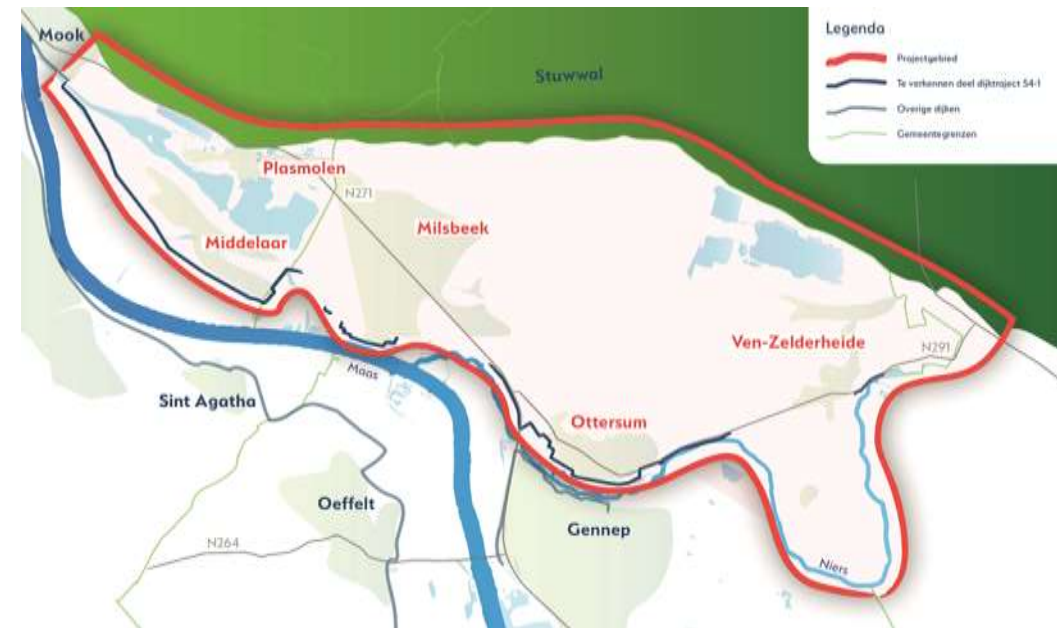 Mook
Stuwwal
Legenda
Projectgebied
Te verkennen deel dijktraject 54-1
Overige dijken
Gemeentegrenzen
Plasmolen
N271
Milsbeek
Middelaar
Ven-Zelderheide
N291
Maas
Sint Agatha
Ottersum
Oeffelt
Gennep
N264
Niers